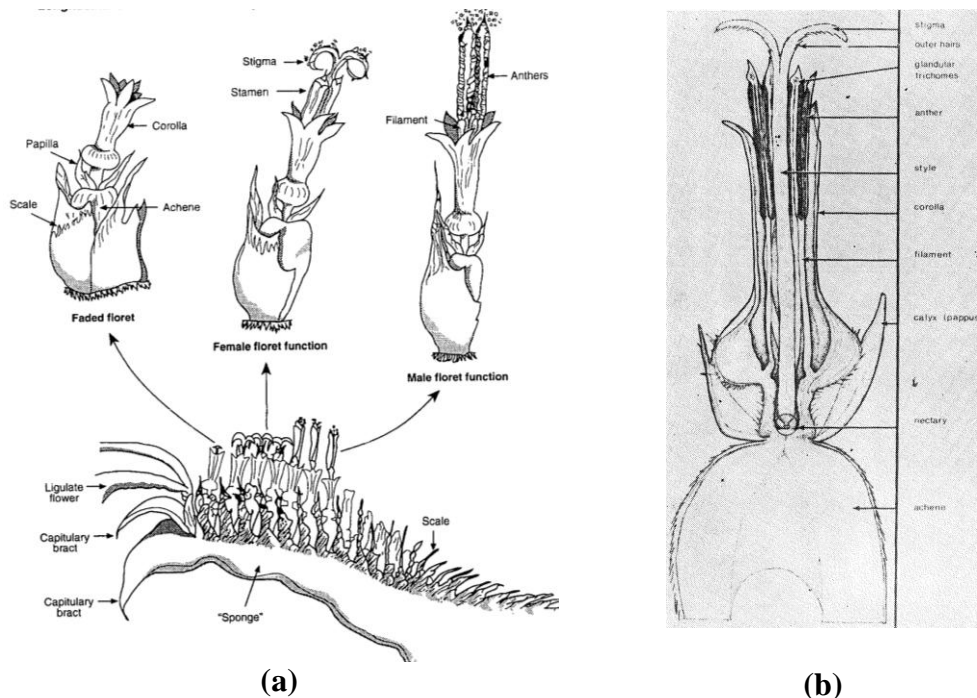 Stigma
Stamen
Anthers
Corolla
Filament
Papilla
Scale
Achene
Faded floret
Female floret function
Male floret function
Ligulate
flower
Scale
Capitulary
bract
Capitulary
bract
"Sponge"
(a)
stigma
outer hairs
glandular
trichomes
anther
style
corolla
filament
calyx (pappus
nectary
achene
(b)